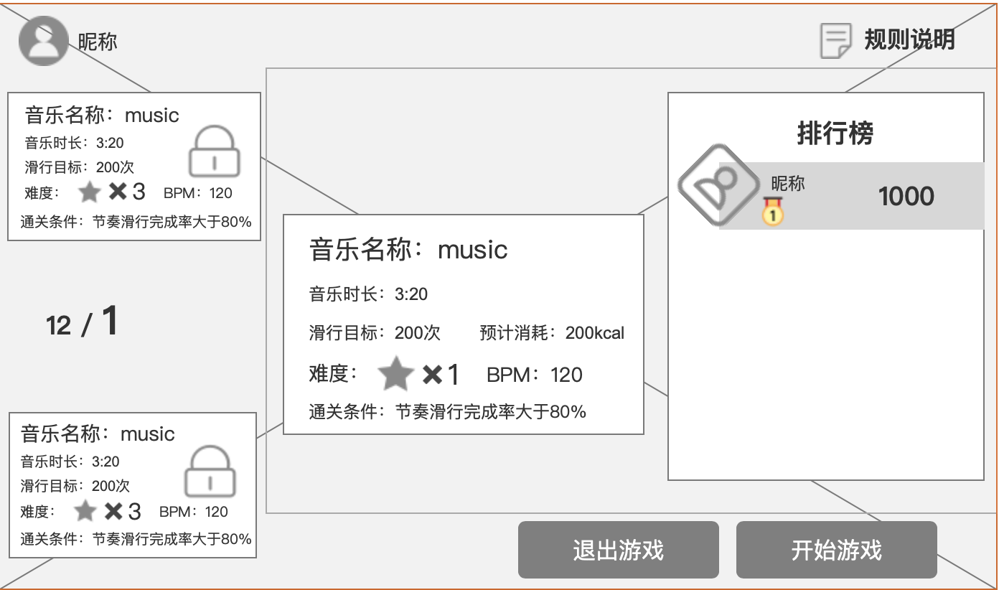 昵称
规则说明
音乐名称：music
音乐时长：3:20
滑行目标：200次
难度： ×3 BPM：120
通关条件：节奏滑行完成率大于80%
12 / 1
音乐名称：music
音乐时长：3:20
滑行目标：200次
难度： ×3 BPM：120
通关条件：节奏滑行完成率大于80%
音乐名称：music
音乐时长：3:20
滑行目标：200次 预计消耗：200kcal
难度： ×1 BPM：120
通关条件：节奏滑行完成率大于80%
排行榜
昵称
1
1000
退出游戏
开始游戏